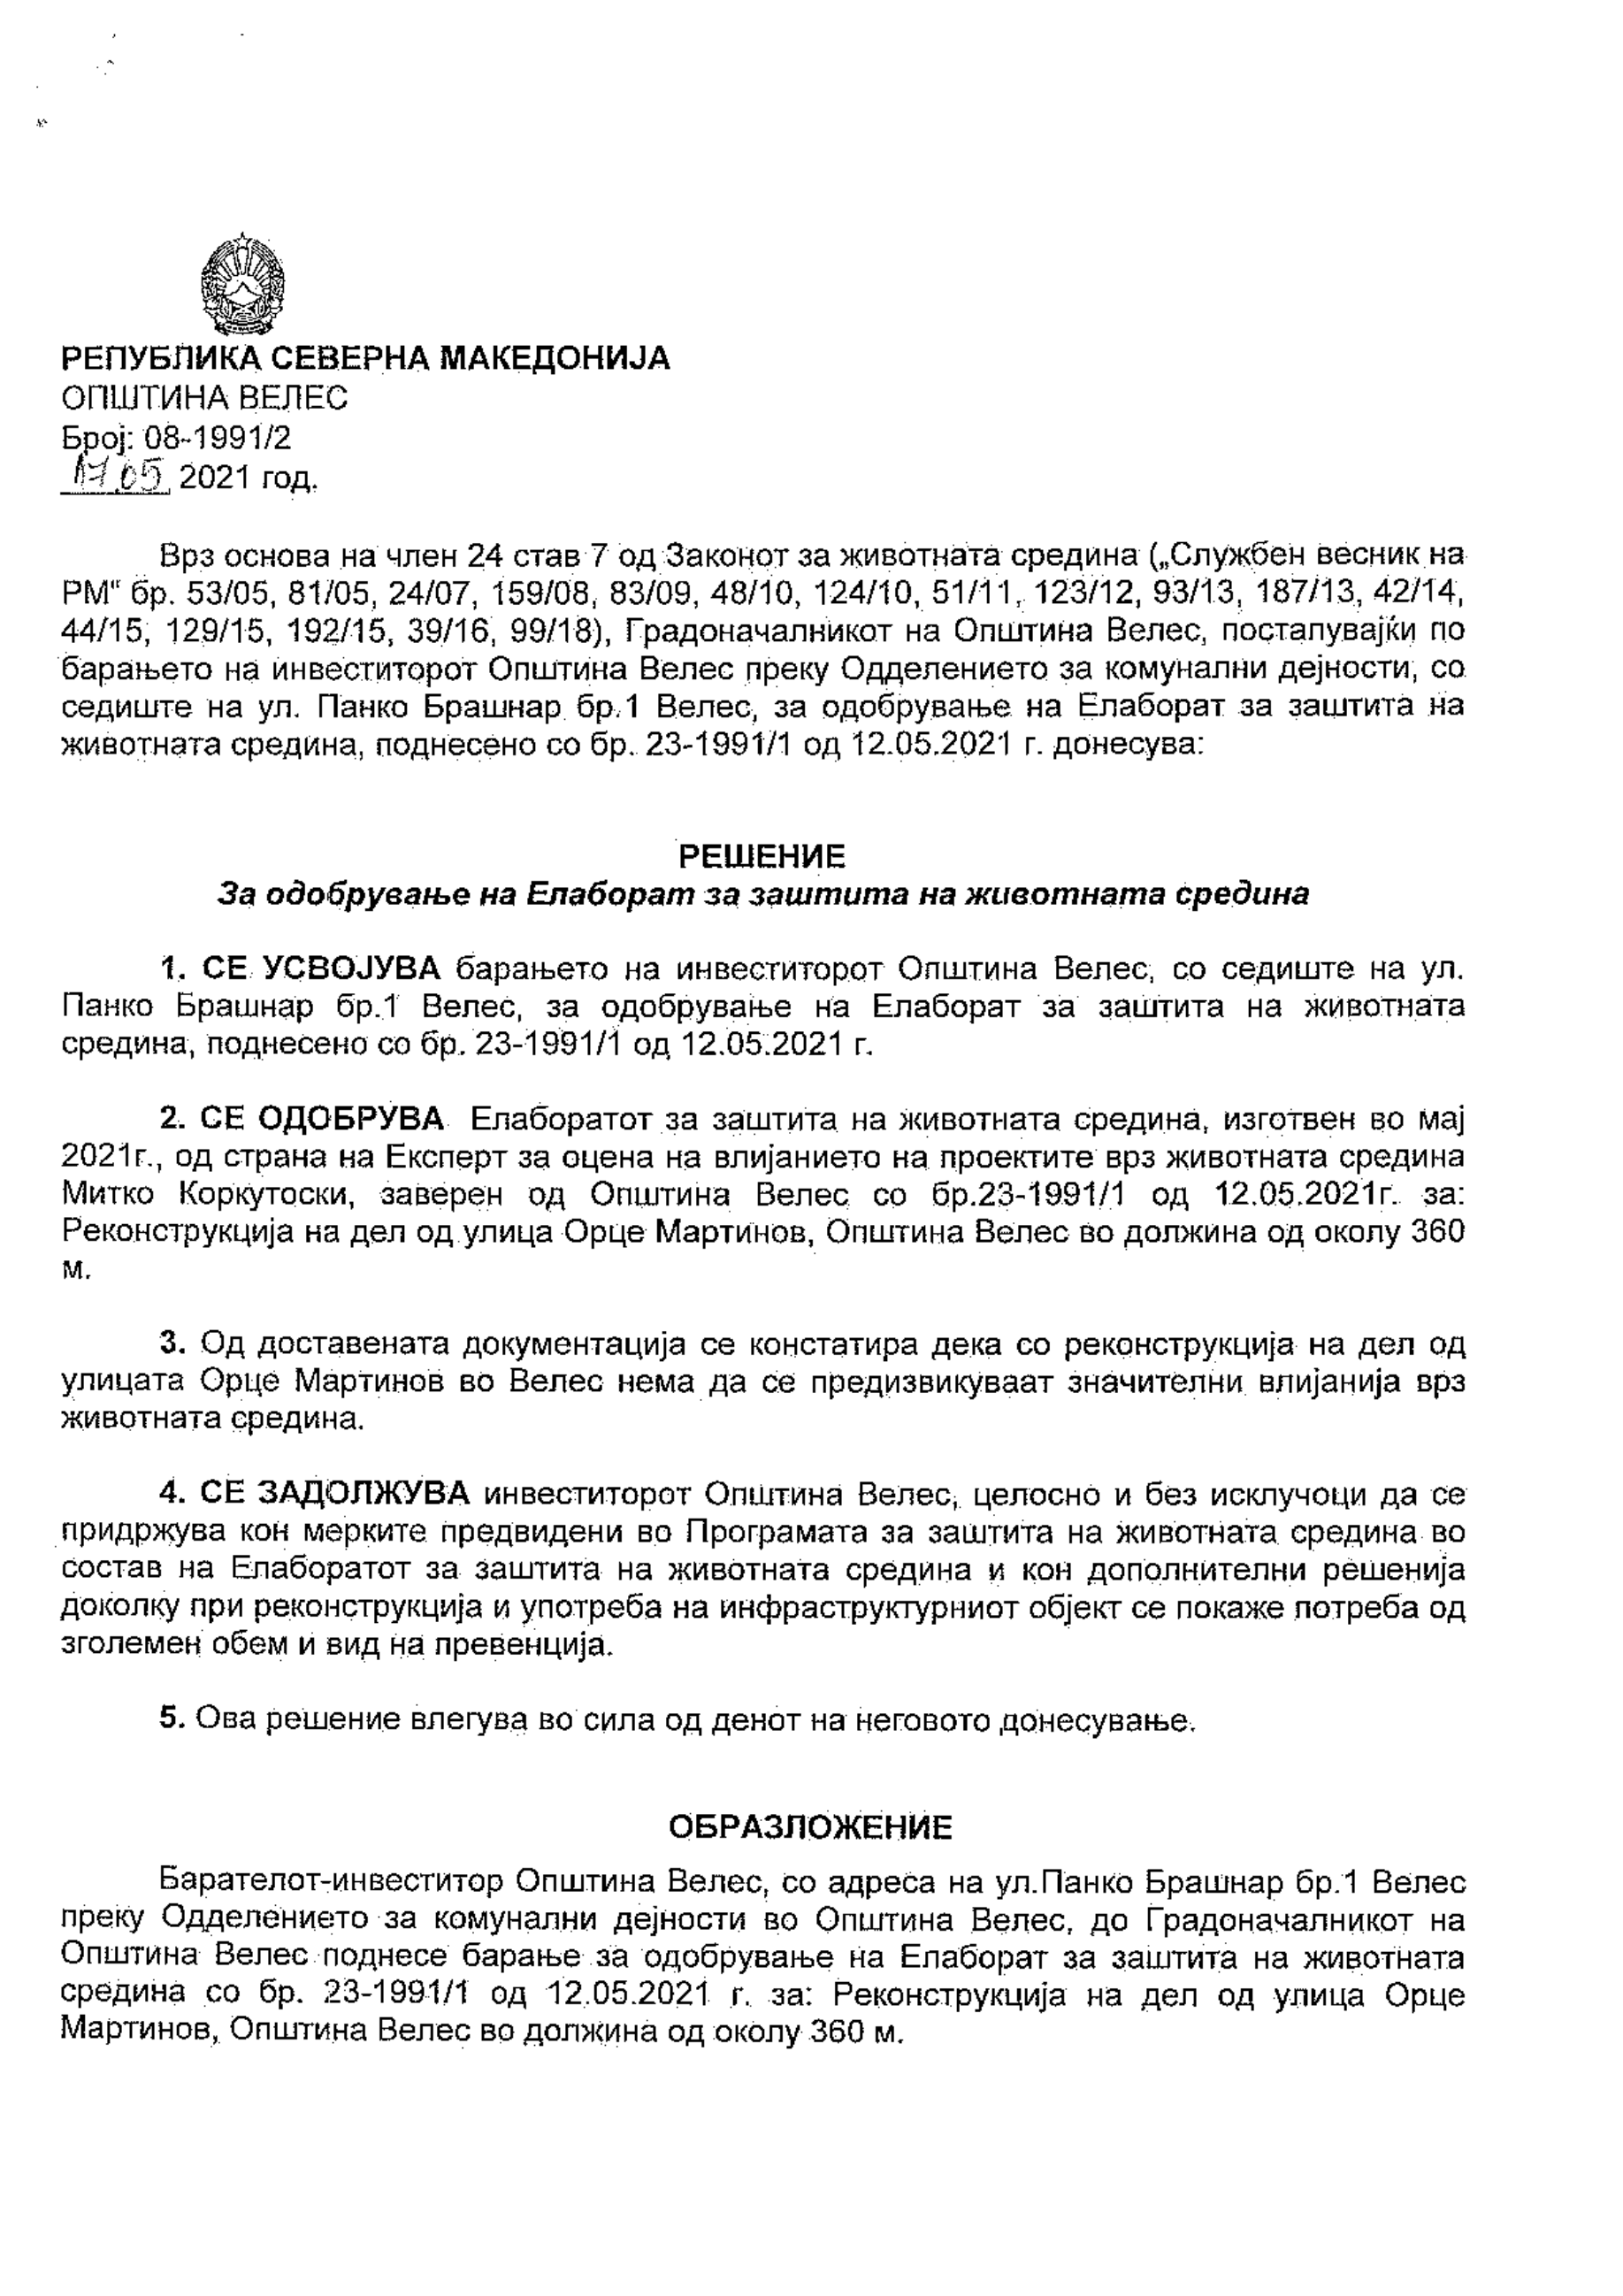 РЕПУБЛИКА СЕВЕРНА МАКЕДОНИЈА
ОПШТИНА ВЕЛЕС
Број: 08-1991/2
17.05 2021 год.
Врз основа на член 24 став 7 од Законот за животната средина („Службен весник на
РМ“ бр. 53/05, 81/05, 24/07, 159/08, 83/09, 48/10, 124/10, 51/11, 123/12, 93/13, 187/13, 42/14,
44/15, 129/15, 192/15, 39/16, 99/18), Градоначалникот на Општина Велес, постапувајќи по
барањето на инвеститорот Општина Велес преку Одделението за комунални дејности, со
седиште на ул. Панко Брашнар бр.1 Велес, за одобрување на Елаборат за заштита на
животната средина, поднесено со бр. 23-1991/1 од 12.05.2021 г. донесува:
РЕШЕНИЕ
За одобрување на Елаборат за заштита на животната средина
1. СЕ УСВОЈУВА барањето на инвеститорот Општина Велес, со седиште на ул.
Панко Брашнар бр.1 Велес, за одобрување на Елаборат за заштита на животната
средина, поднесено со бр. 23-1991/1 од 12.05.2021 г.
2. СЕ ОДОБРУВА Елаборатот за заштита на животната средина, изготвен во мај
2021г., од страна на Експерт за оцена на влијанието на проектите врз животната средина
Митко Коркутоски, заверен од Општина Велес со бр.23-1991/1 од 12.05.2021г. за:
Реконструкција на дел од улица Орце Мартинов, Општина Велес во должина од околу 360
м.
3. Од доставената документација се констатира дека со реконструкција на дел од
улицата Орце Мартинов во Велес нема да се предизвикуваат значителни влијанија врз
животната средина.
4. СЕ ЗАДОЛЖУВА инвеститорот Општина Велес, целосно и без исклучоци да се
придржува кон мерките предвидени во Програмата за заштита на животната средина во
состав на Елаборатот за заштита на животната средина и кон дополнителни решенија
доколку при реконструкција и употреба на инфраструктурниот објект се покаже потреба од
зголемен обем и вид на превенција.
5. Ова решение влегува во сила од денот на неговото донесување.
ОБРАЗЛОЖЕНИЕ
Барателот-инвеститор Општина Велес, со адреса на ул.Панко Брашнар бр.1 Велес
преку Одделението за комунални дејности во Општина Велес, до Градоначалникот на
Општина Велес поднесе барање за одобрување на Елаборат за заштита на животната
средина со бр. 23-1991/1 од 12.05.2021 г. за: Реконструкција на дел од улица Орце
Мартинов, Општина Велес во должина од околу 360 м.